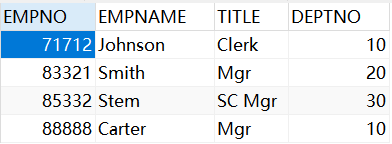 EMPNO EMPNAME TITLE DEPTNO
71712 Johnson Clerk 10
83321 Smith Mgr 20
85332 Stem SC Mgr 30
88888 Carter Mgr 10